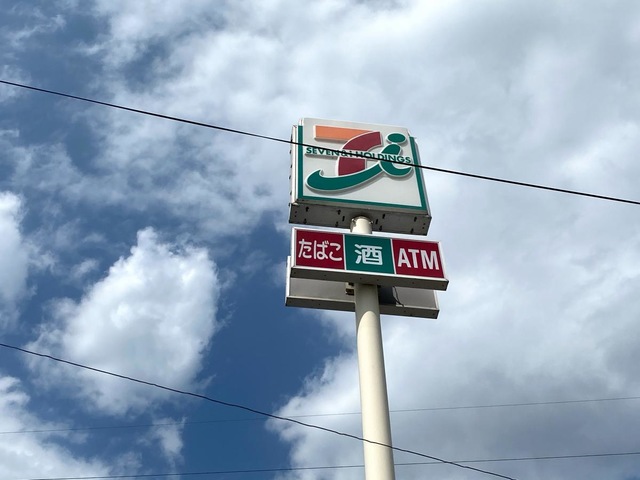 SEVEN & i HOLDINGS
たばこ 酒 ATM